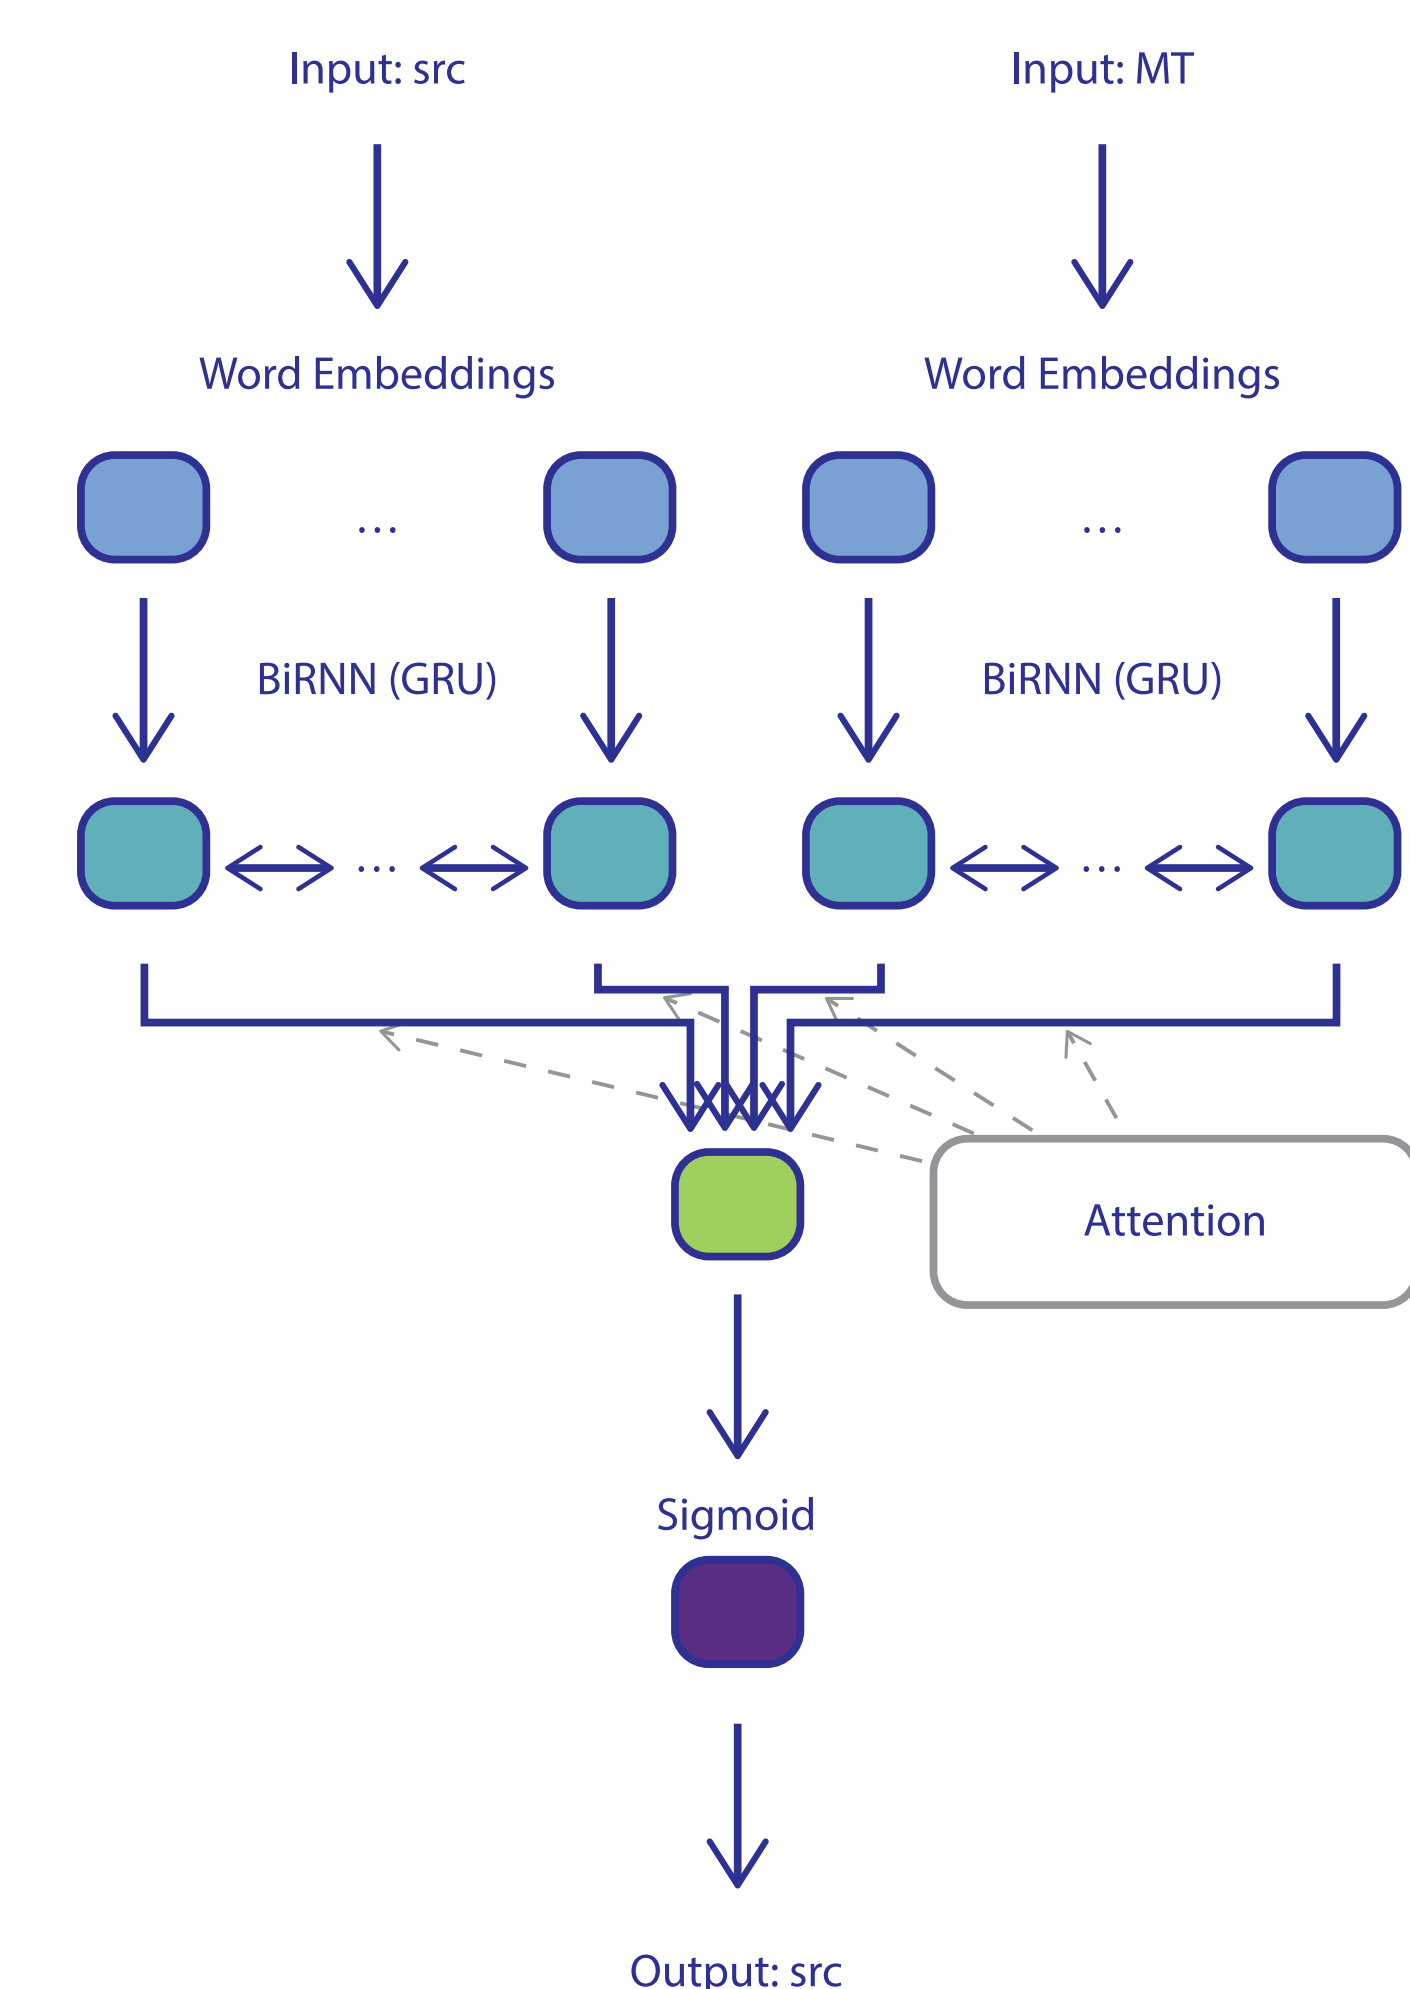 Input: src
Input: MT
Word Embeddings
Word Embeddings
...
...
BiRNN (GRU)
BiRNN (GRU)
...
...
Attention
Sigmoid
Output: src